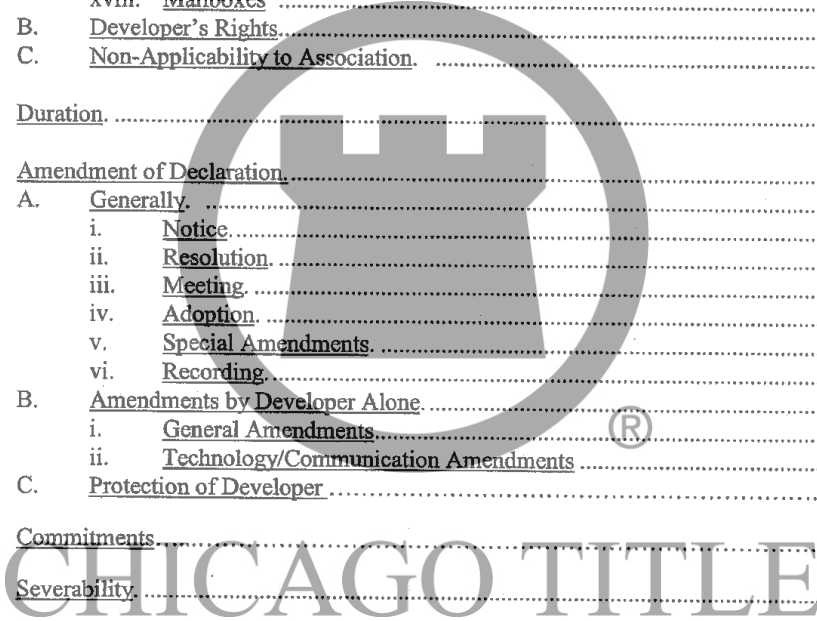 xviii. Mailboxes ........................................
B. Developer's Rights........................................
C. Non-Applicability to Association. ........................................
Duration. ........................................
Amendment of Declaration. ........................................
A. Generally. ........................................
i. Notice. ........................................
ii. Resolution. ........................................
iii. Meeting. ........................................
iv. Adoption. ........................................
v. Special Amendments. ........................................
vi. Recording. ........................................
B. Amendments by Developer Alone. ........................................
i. General Amendments. ........................................
®
ii. Technology/Communication Amendments ........................................
C. Protection of Developer ........................................
Commitments. ........................................
CHICAGO TITLE
Severability. ........................................